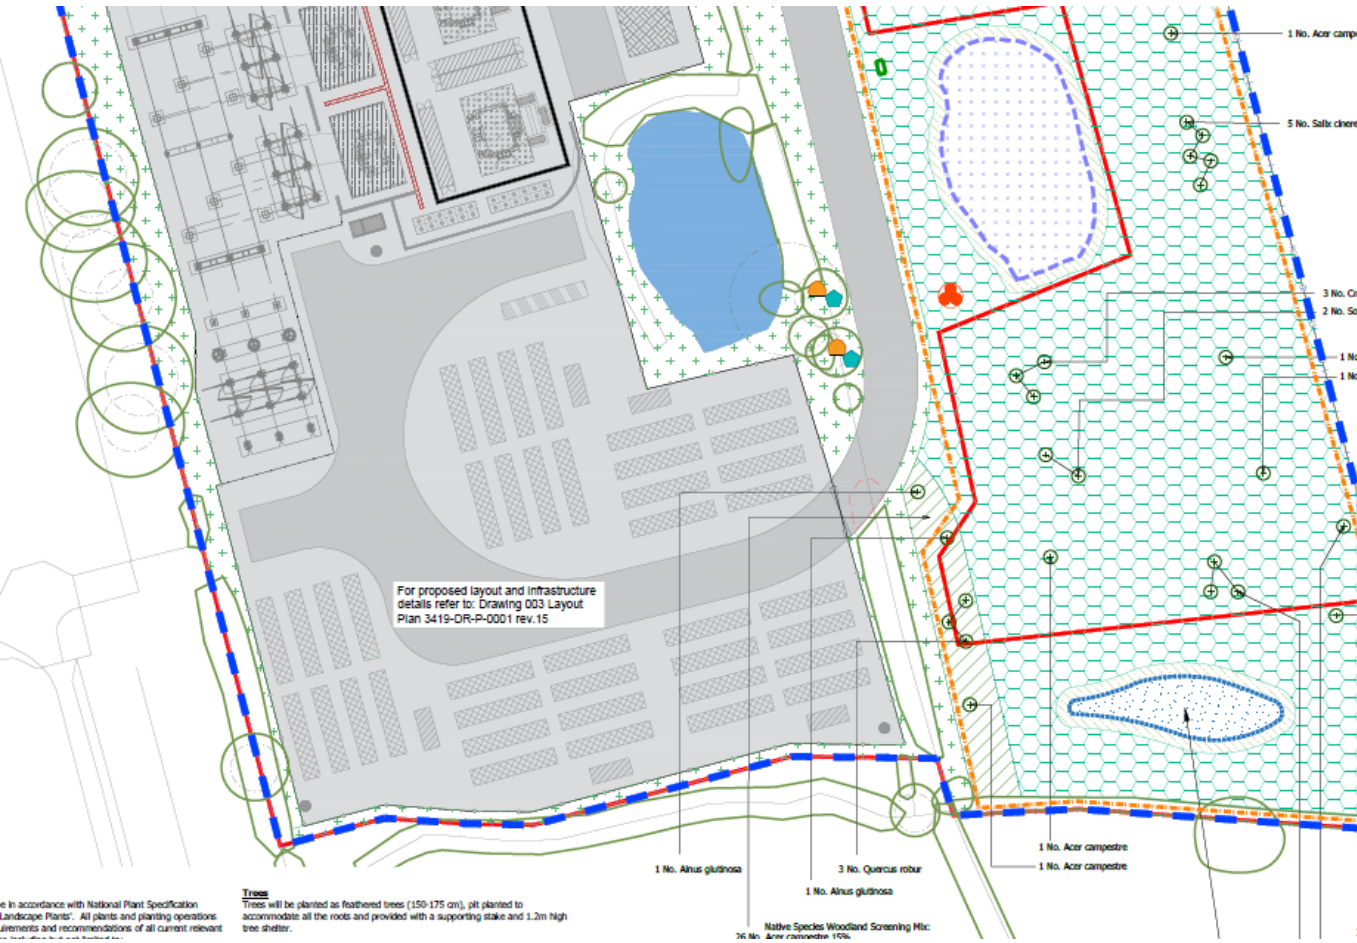 1 No. Acer campe
5 No. Salix cinere
3 No. Cr
2 No. So
1 No
1 No
For proposed layout and infrastructure
details refer to: Drawing 003 Layout
Plan 3419-DR-P-0001 rev.15
1 No. Acer campestre
1 No. Acer campestre
1 No. Alnus glutinosa
3 No. Quercus robur
1 No. Alnus glutinosa
e in accordance with National Plant Specification
Landscape Plants'. All plants and planting operations
uirements and recommendations of all current relevant
Trees
Trees will be planted as feathered trees (150-175 cm), pit planted to
accommodate all the roots and provided with a supporting stake and 1.2m high
tree shelter.
Native Species Woodland Screening Mix:
26 No. Acer campestre 15%